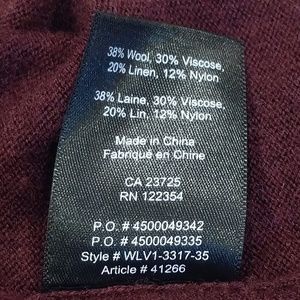 38% Wool, 30% Viscose,
20% Linen, 12% Nylon
38% Laine, 30% Viscose,
20% Lin, 12% Nylon
Made in China
Fabriqué en Chine
CA 23725
RN 122354
P.O. # 4500049342
P.O. # 4500049335
Style # WLV1-3317-35
Article # 41266